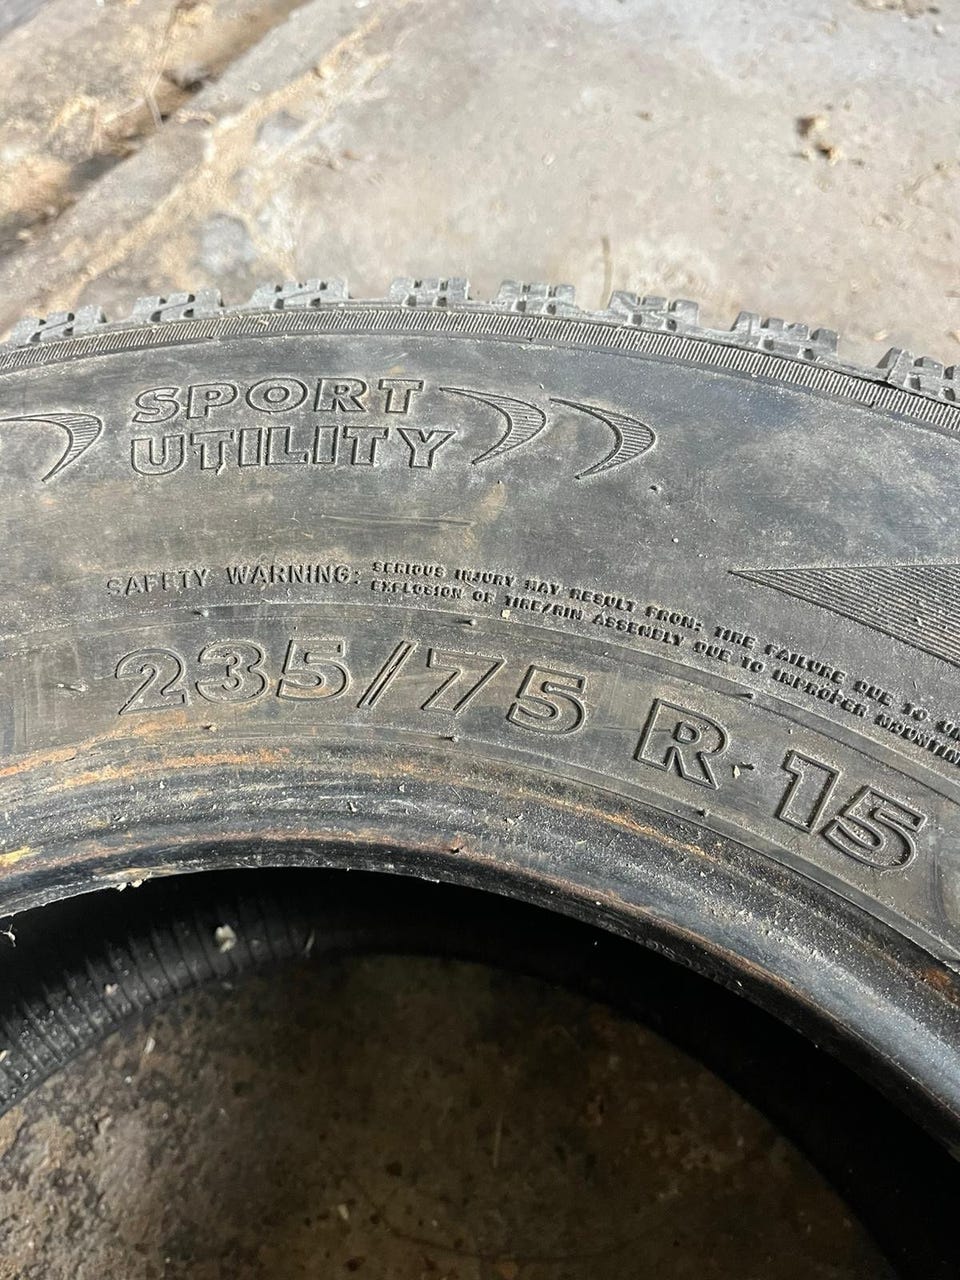 SPORT
UTILITY
SAFETY WARNING: SERIOUS INJURY MAY RESULT FROM: TIRE FAILURE DUE TO
EXPLOSION OF TIRE/RIM ASSEMBLY DUE TO IMPROPER MOUNTIN
235/75 R 15